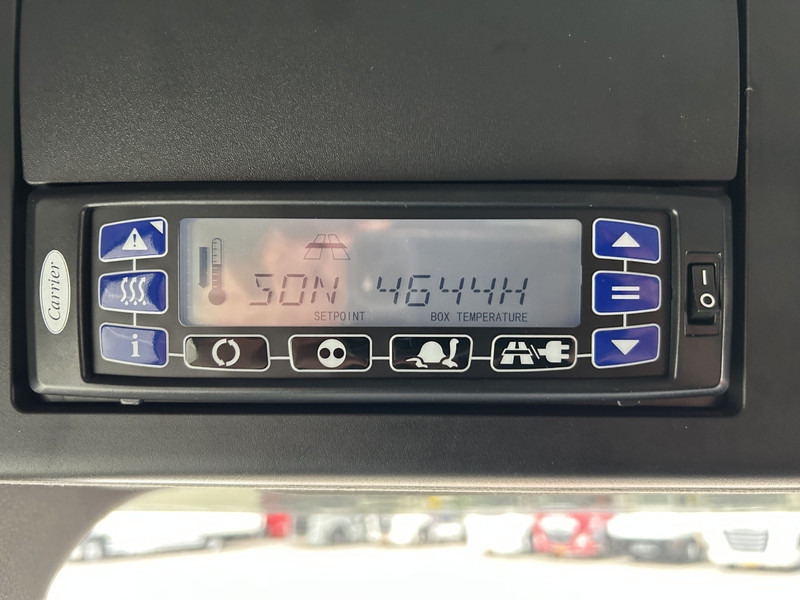 Carrier
SON 4644H
SETPOINT BOX TEMPERATURE
i
I
O